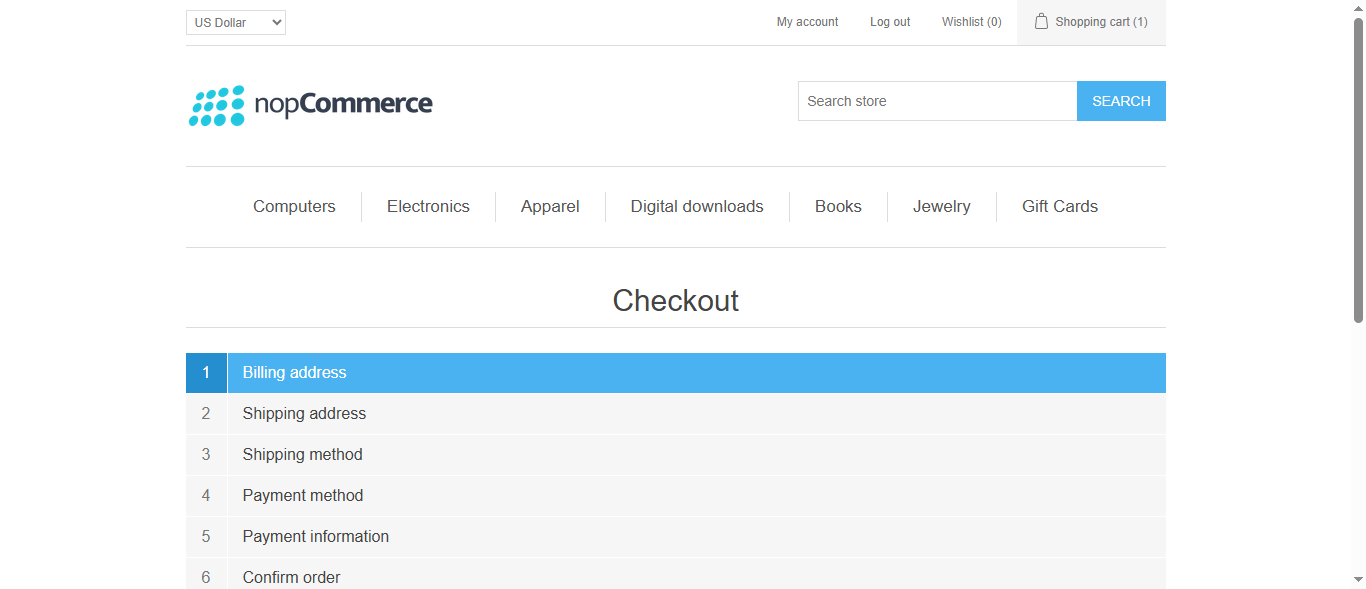 US Dollar
My account
Log out
Wishlist (0)
Shopping cart (1)
nopCommerce
Search store
SEARCH
Computers
Electronics
Apparel
Digital downloads
Books
Jewelry
Gift Cards
Checkout
1 Billing address
2 Shipping address
3 Shipping method
4 Payment method
5 Payment information
6 Confirm order